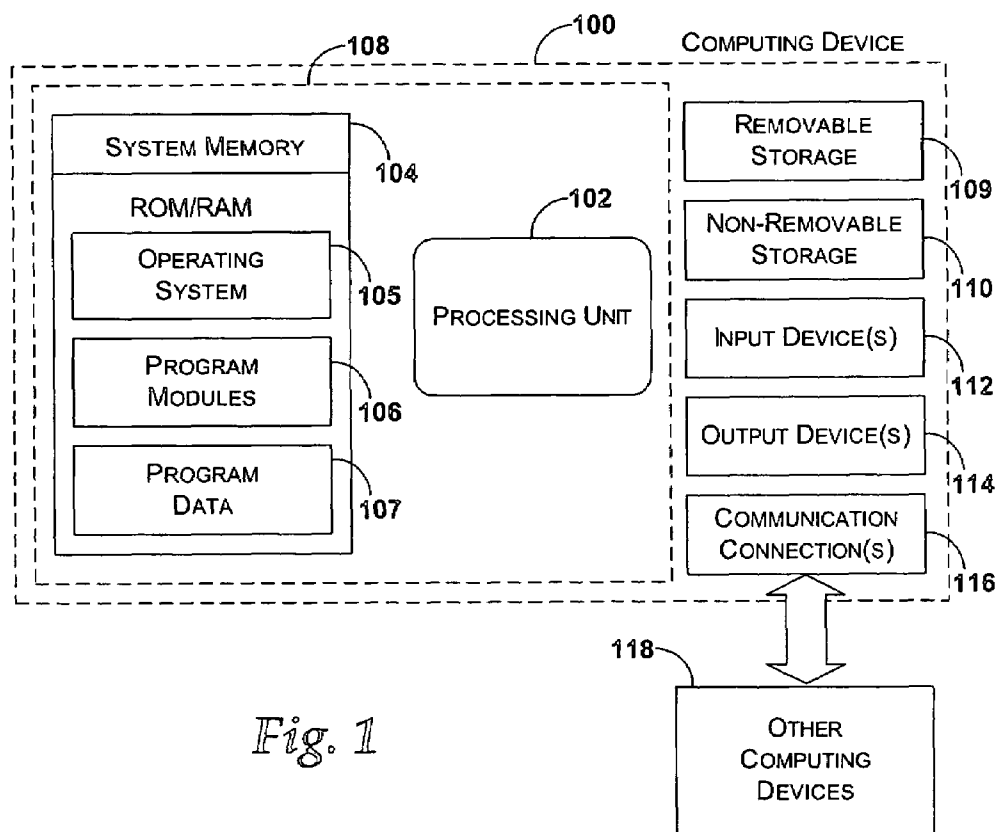 100
COMPUTING DEVICE
108
SYSTEM MEMORY
104
ROM/RAM
OPERATING
SYSTEM
105
PROGRAM
MODULES
106
PROGRAM
DATA
107
102
PROCESSING UNIT
REMOVABLE
STORAGE
109
NON-REMOVABLE
STORAGE
110
INPUT DEVICE(S)
112
OUTPUT DEVICE(S)
114
COMMUNICATION
CONNECTION(S)
116
118
OTHER
COMPUTING
DEVICES
Fig. 1